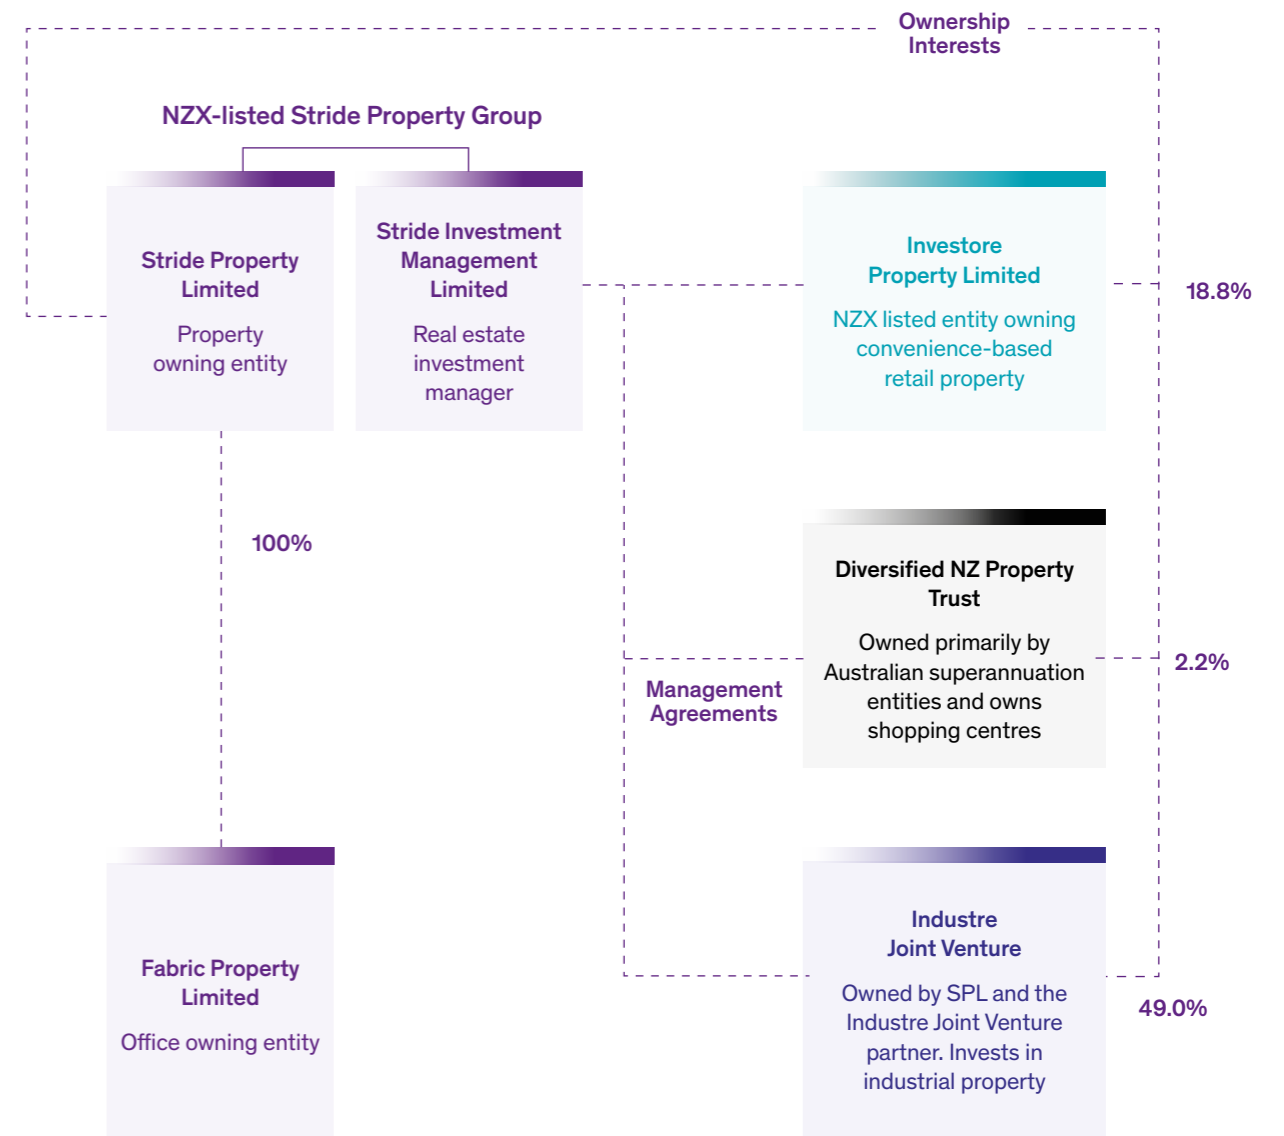 Ownership
Interests
NZX-listed Stride Property Group
Stride Property
Limited
Property
owning entity
Stride Investment
Management
Limited
Real estate
investment
manager
Investore
Property Limited
NZX listed entity owning
convenience-based
retail property
18.8%
100%
Diversified NZ Property
Trust
Owned primarily by
Australian superannuation
entities and owns
shopping centres
2.2%
Management
Agreements
Fabric Property
Limited
Office owning entity
Industre
Joint Venture
Owned by SPL and the
Industre Joint Venture
partner. Invests in
industrial property
49.0%